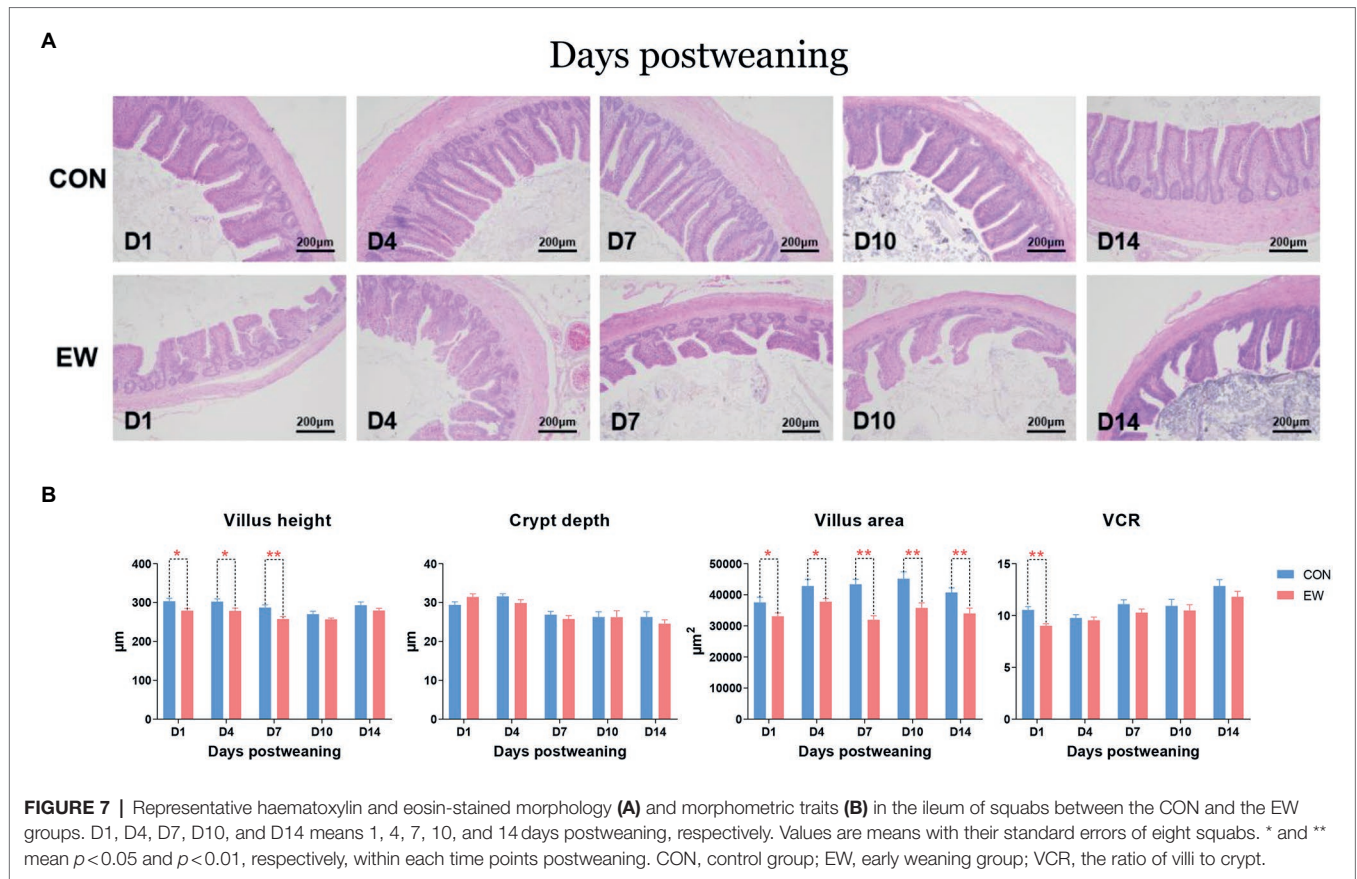 A
Days postweaning
CON
D1
200µm
D4
200µm
D7
200µm
D10
200µm
D14
200µm
EW
D1
200µm
D4
200µm
D7
200µm
D10
200µm
D14
200µm
B
Villus height
µm
400
300
200
100
0
* * **
D1 D4 D7 D10 D14
Days postweaning
Crypt depth
µm
40
30
20
10
0
D1 D4 D7 D10 D14
Days postweaning
Villus area
µm²
50000
40000
30000
20000
10000
0
* * ** ** **
D1 D4 D7 D10 D14
Days postweaning
VCR
15
10
5
0
**
D1 D4 D7 D10 D14
Days postweaning
CON
EW
FIGURE 7 | Representative haematoxylin and eosin-stained morphology (A) and morphometric traits (B) in the ileum of squabs between the CON and the EW
groups. D1, D4, D7, D10, and D14 means 1, 4, 7, 10, and 14 days postweaning, respectively. Values are means with their standard errors of eight squabs. * and **
mean p<0.05 and p<0.01, respectively, within each time points postweaning. CON, control group; EW, early weaning group; VCR, the ratio of villi to crypt.